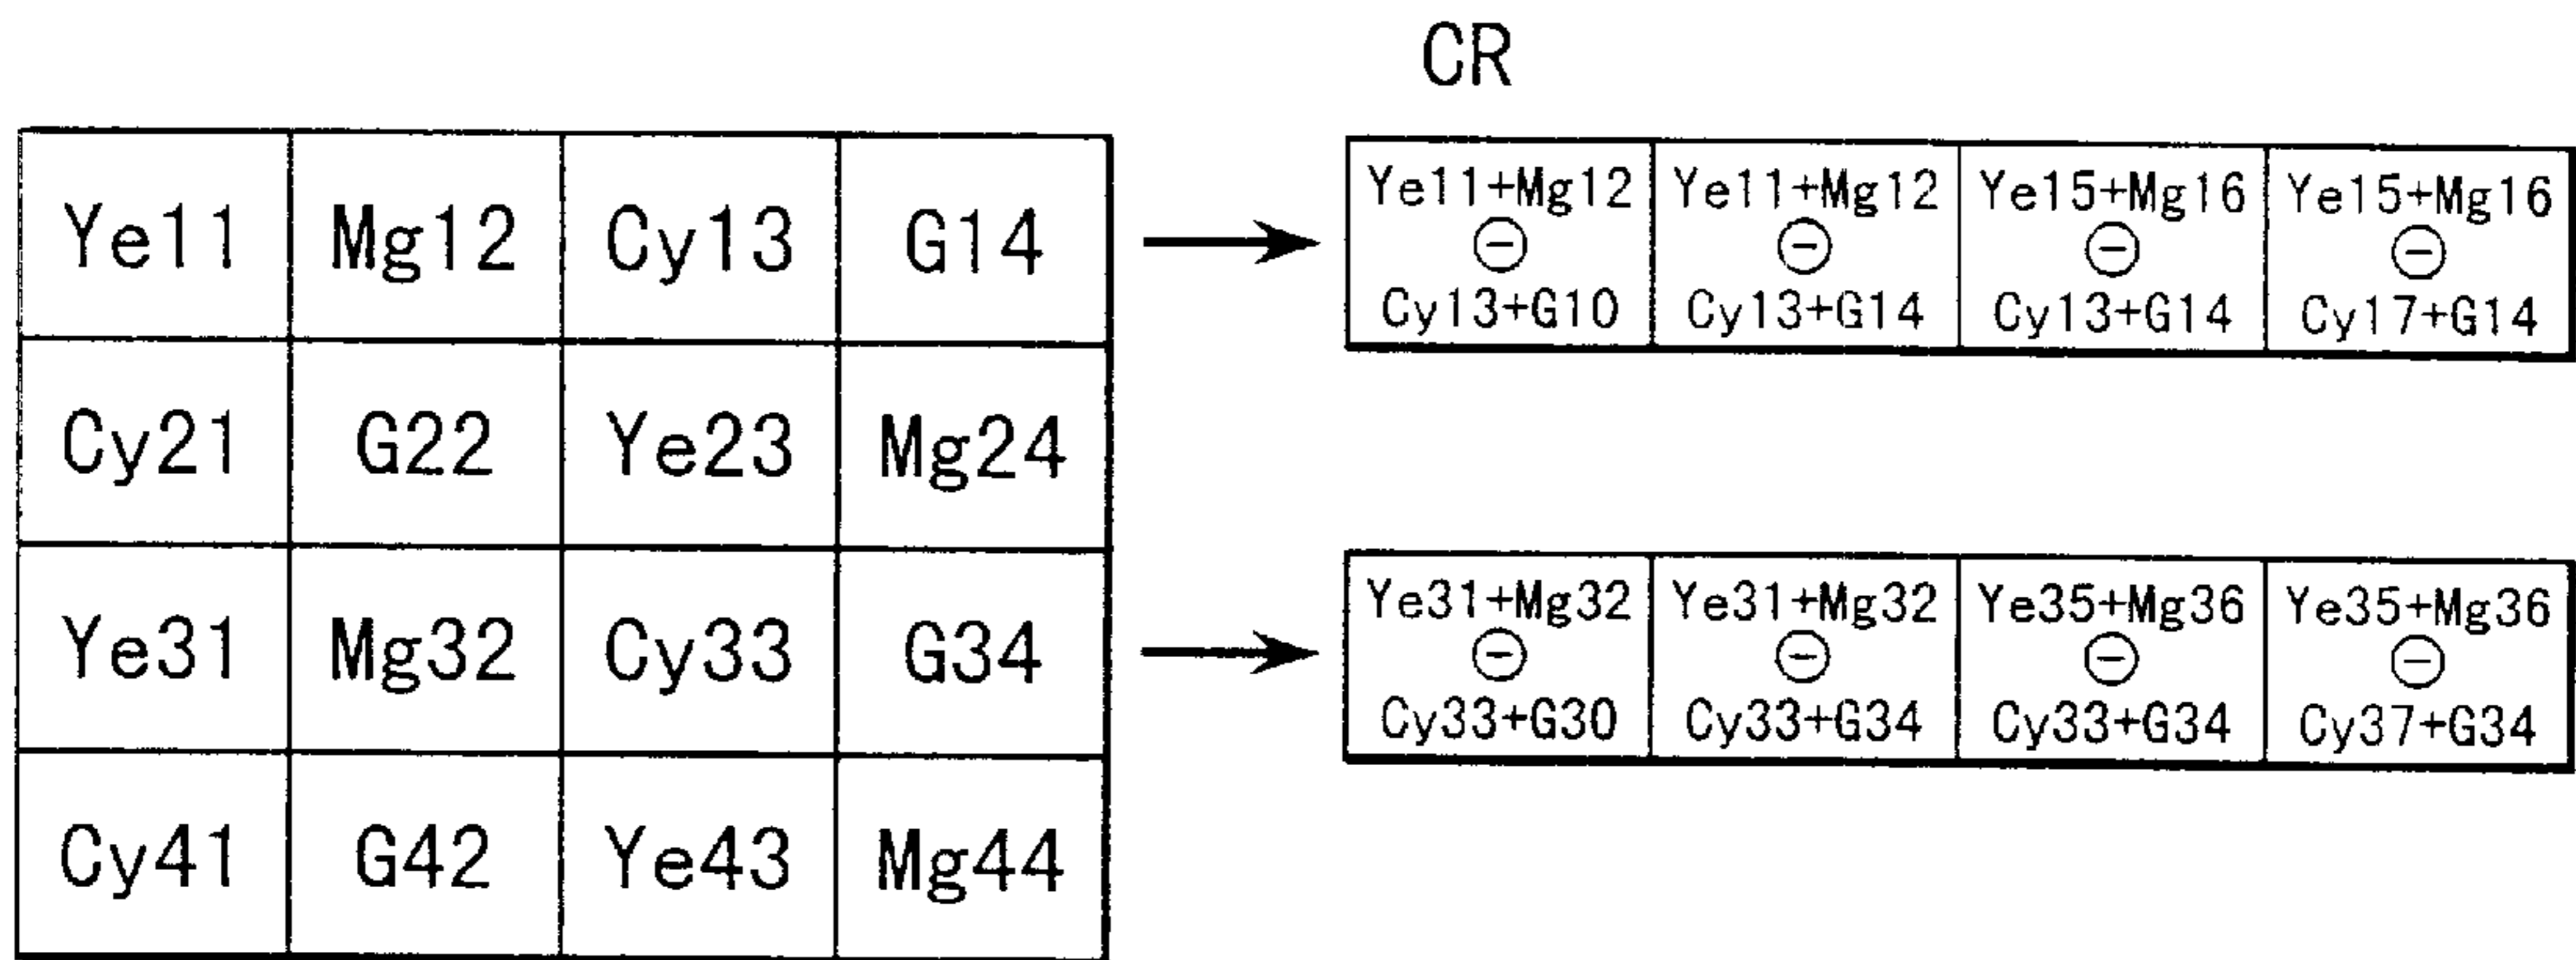 CR
Ye11 Mg12 Cy13 G14
Cy21 G22 Ye23 Mg24
Ye31 Mg32 Cy33 G34
Cy41 G42 Ye43 Mg44
Ye11+Mg12 Ye11+Mg12 Ye15+Mg16 Ye15+Mg16
⊖ ⊖ ⊖ ⊖
Cy13+G10 Cy13+G14 Cy13+G14 Cy17+G14
Ye31+Mg32 Ye31+Mg32 Ye35+Mg36 Ye35+Mg36
⊖ ⊖ ⊖ ⊖
Cy33+G30 Cy33+G34 Cy33+G34 Cy37+G34